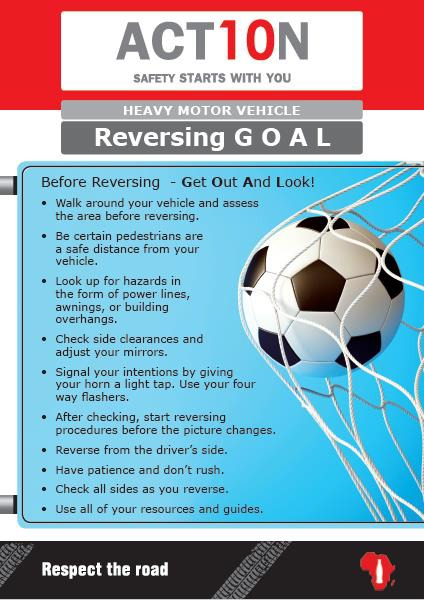 ACT10N
SAFETY STARTS WITH YOU
HEAVY MOTOR VEHICLE
Reversing G O A L
Before Reversing - Get Out And Look!
• Walk around your vehicle and assess
the area before reversing.
• Be certain pedestrians are
a safe distance from your
vehicle.
• Look up for hazards in
the form of power lines,
awnings, or building
overhangs.
• Check side clearances and
adjust your mirrors.
• Signal your intentions by giving
your horn a light tap. Use your four
way flashers.
• After checking, start reversing
procedures before the picture changes.
• Reverse from the driver's side.
• Have patience and don't rush.
• Check all sides as you reverse.
• Use all of your resources and guides.
Respect the road